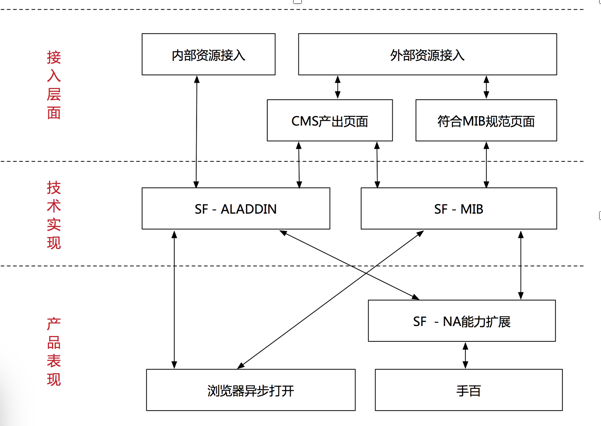 接入层面
内部资源接入
外部资源接入
CMS产出页面
符合MIB规范页面
技术实现
SF - ALADDIN
SF - MIB
产品表现
SF - NA能力扩展
浏览器异步打开
手百